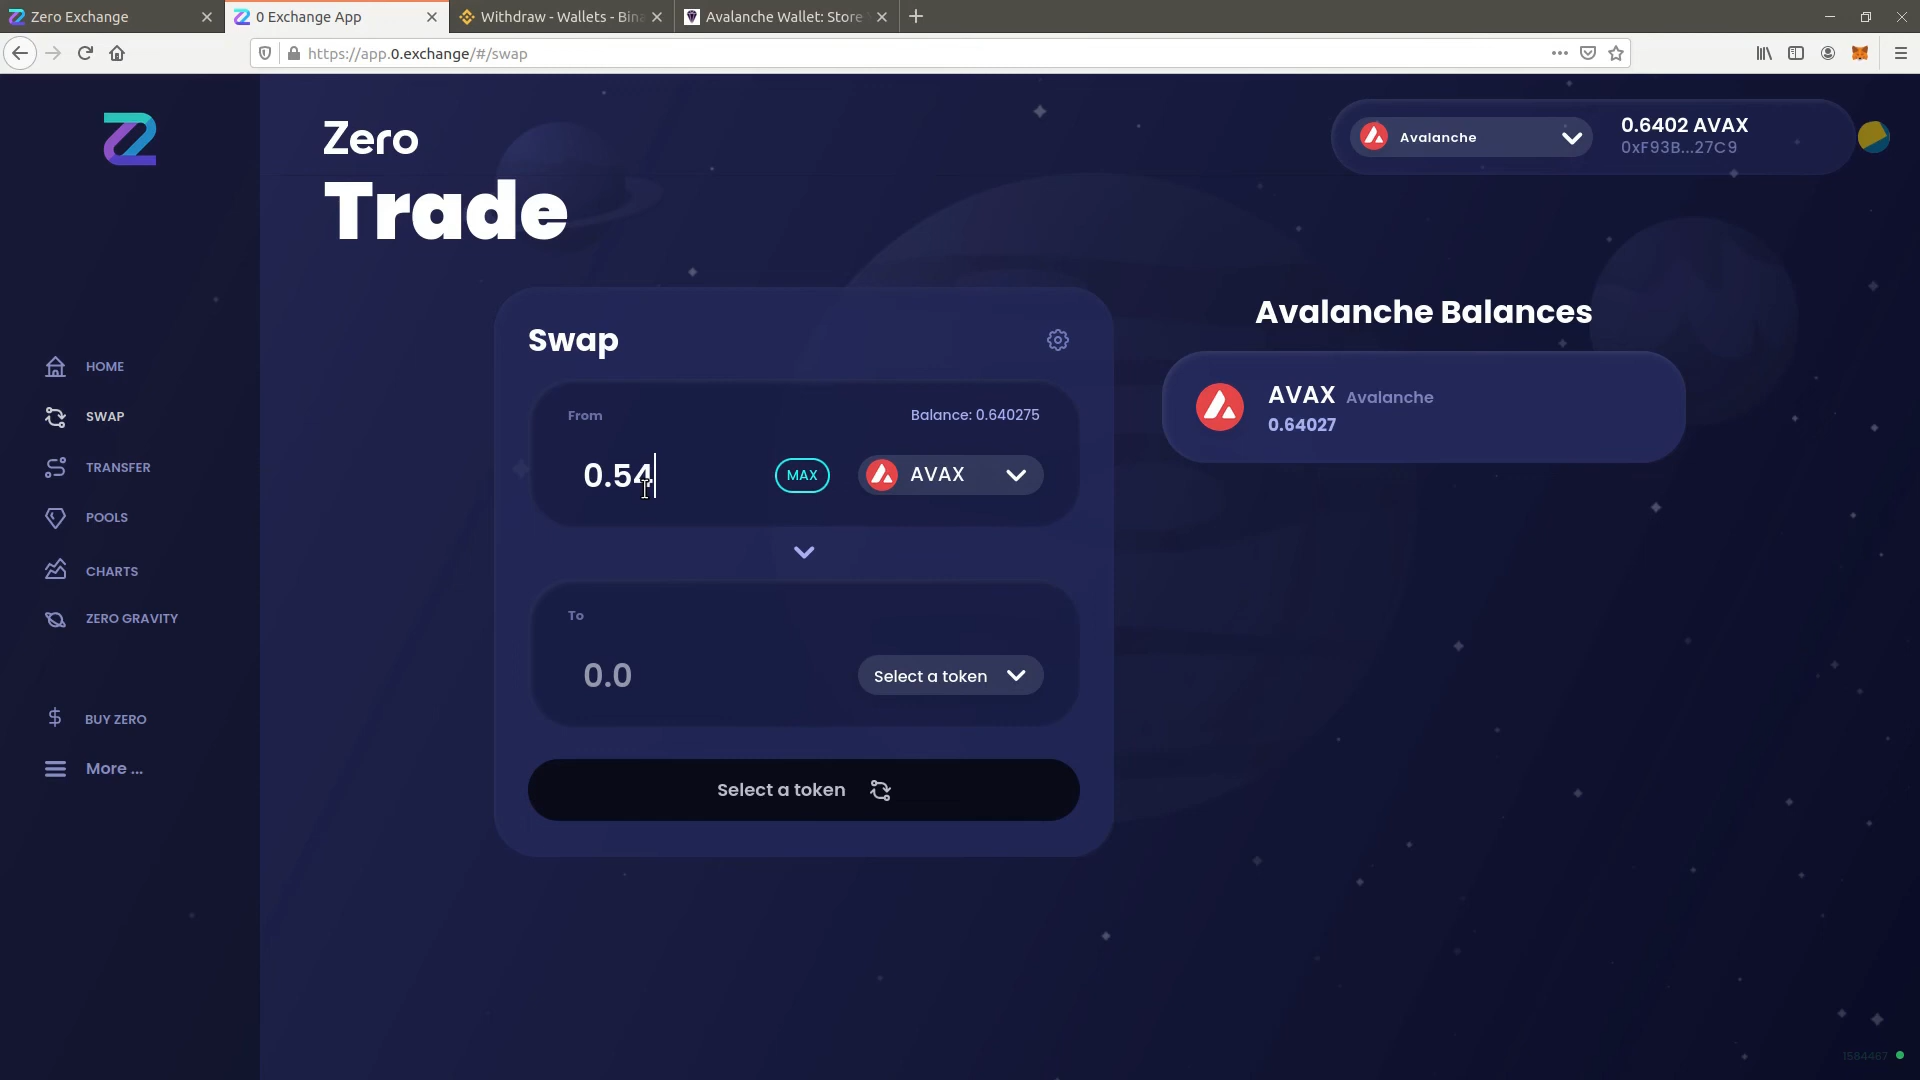 Zero Exchange
0 Exchange App
Withdraw - Wallets - Bina
Avalanche Wallet: Store
https://app.0.exchange/#/swap
HOME
SWAP
TRANSFER
POOLS
CHARTS
ZERO GRAVITY
BUY ZERO
More ...
Zero
Trade
Avalanche
0.6402 AVAX
0xF93B...27C9
Swap
From
Balance: 0.640275
0.54
MAX
AVAX
To
0.0
Select a token
Select a token
Avalanche Balances
AVAX Avalanche
0.64027
1584467